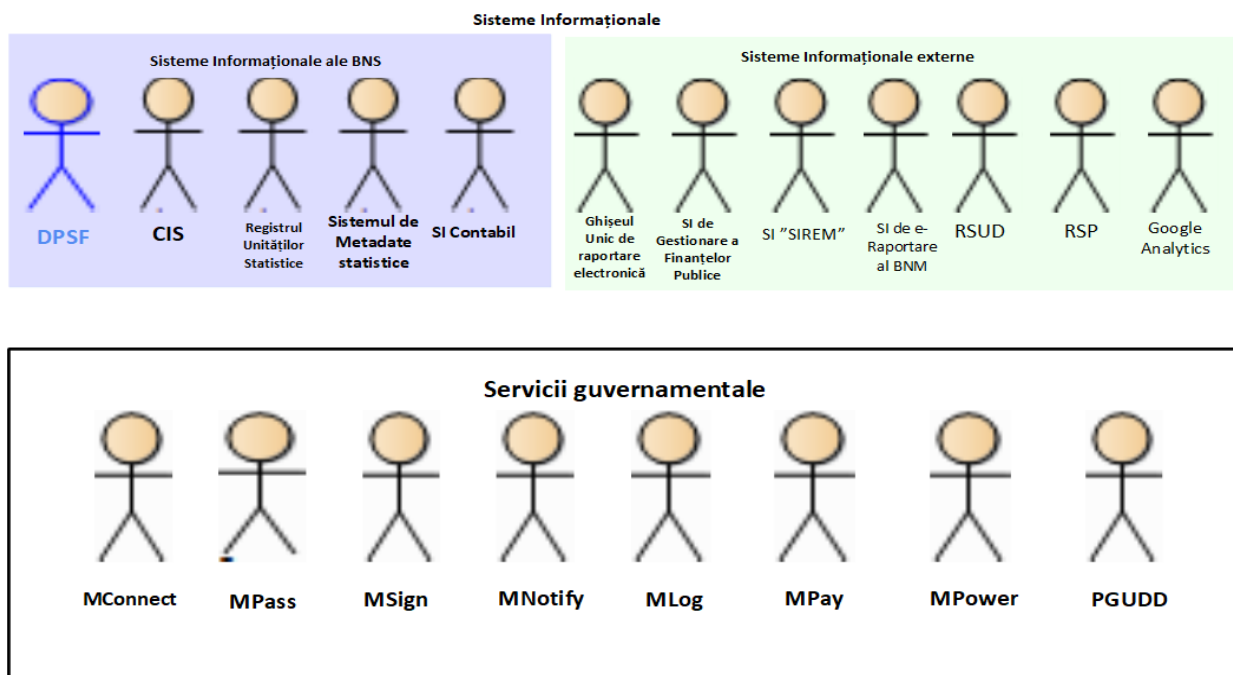 Sisteme Informaționale
Sisteme Informaționale ale BNS
DPSF
CIS
Registrul
Unităților
Statistice
Sistemul de
Metadate
statistice
SI Contabil
Sisteme Informaționale externe
Ghișeul
Unic de
raportare
electronică
SI de
Gestionare a
Finanțelor
Publice
SI ”SIREM”
SI de e-
Raportare
al BNM
RSUD
RSP
Google
Analytics
Servicii guvernamentale
MConnect
MPass
MSign
MNotify
MLog
MPay
MPower
PGUDD